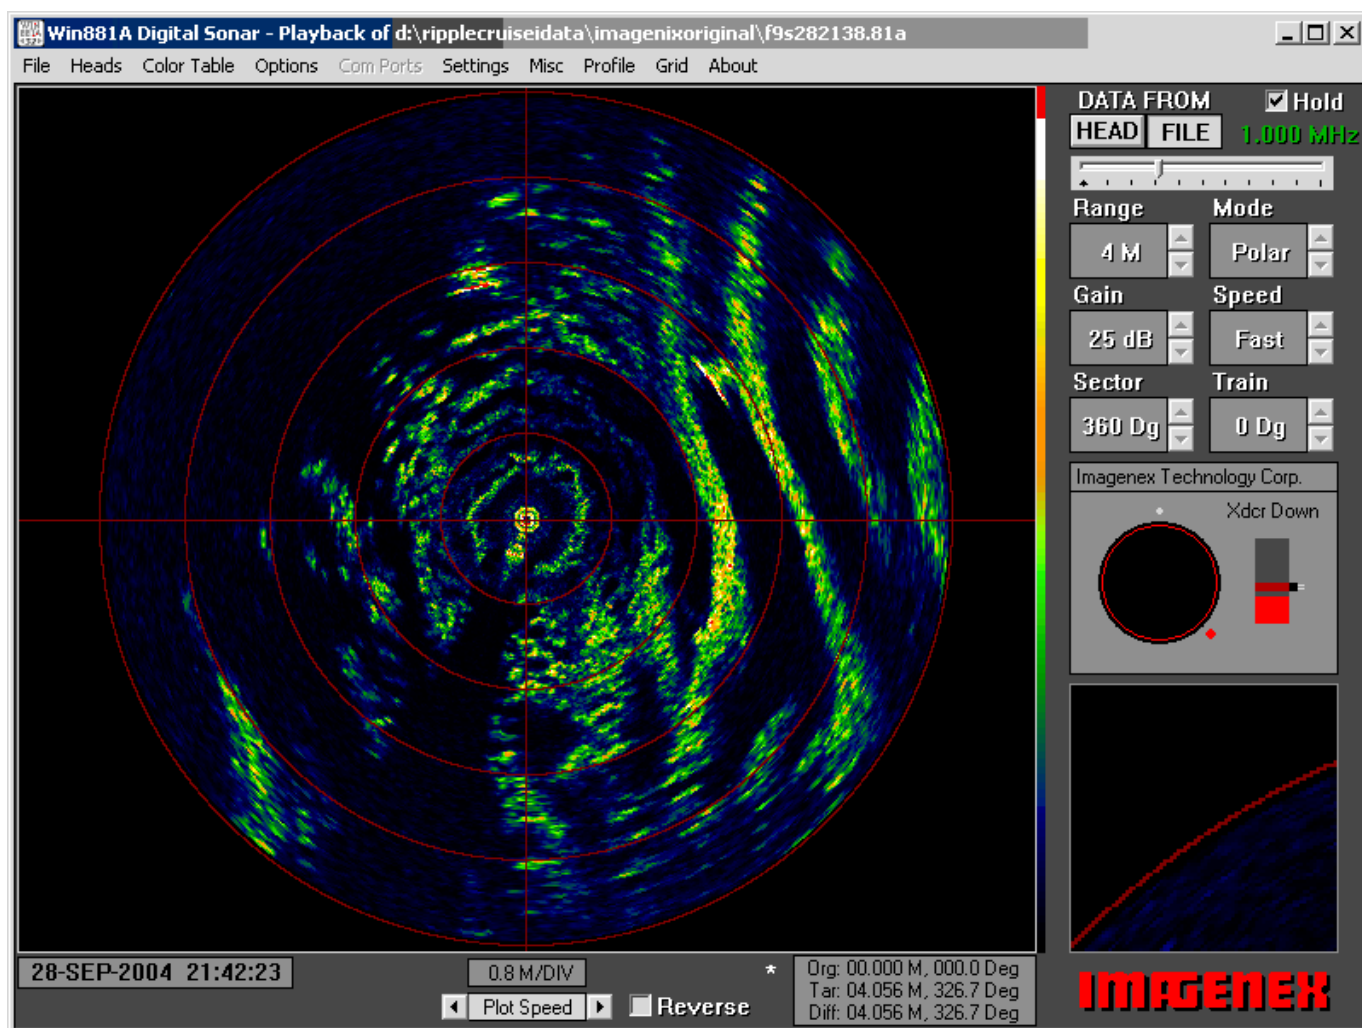 Win881A Digital Sonar - Playback of d:\ripplecruiseidata\imagenixoriginal\f9s282138.81a
File Heads Color Table Options Com Ports Settings Misc Profile Grid About
DATA FROM Hold
HEAD FILE 1.000 MHz
Range Mode
4 M Polar
Gain Speed
25 dB Fast
Sector Train
360 Dg 0 Dg
Imagenex Technology Corp.
Xdcr Down
28-SEP-2004 21:42:23
0.8 M/DIV
*
Plot Speed
Reverse
Org: 00.000 M, 000.0 Deg
Tar: 04.056 M, 326.7 Deg
Diff: 04.056 M, 326.7 Deg
IMAGENEX